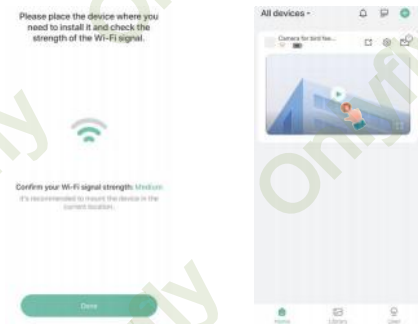 Please place the device where you
need to install it and check the
strength of the Wi-Fi signal.
Confirm your Wi-Fi signal strength: Medium
It's recommended to mount the device in the
current location.
Done
All devices
Camera for bird fee...
Home
Library
User
Onlyfly